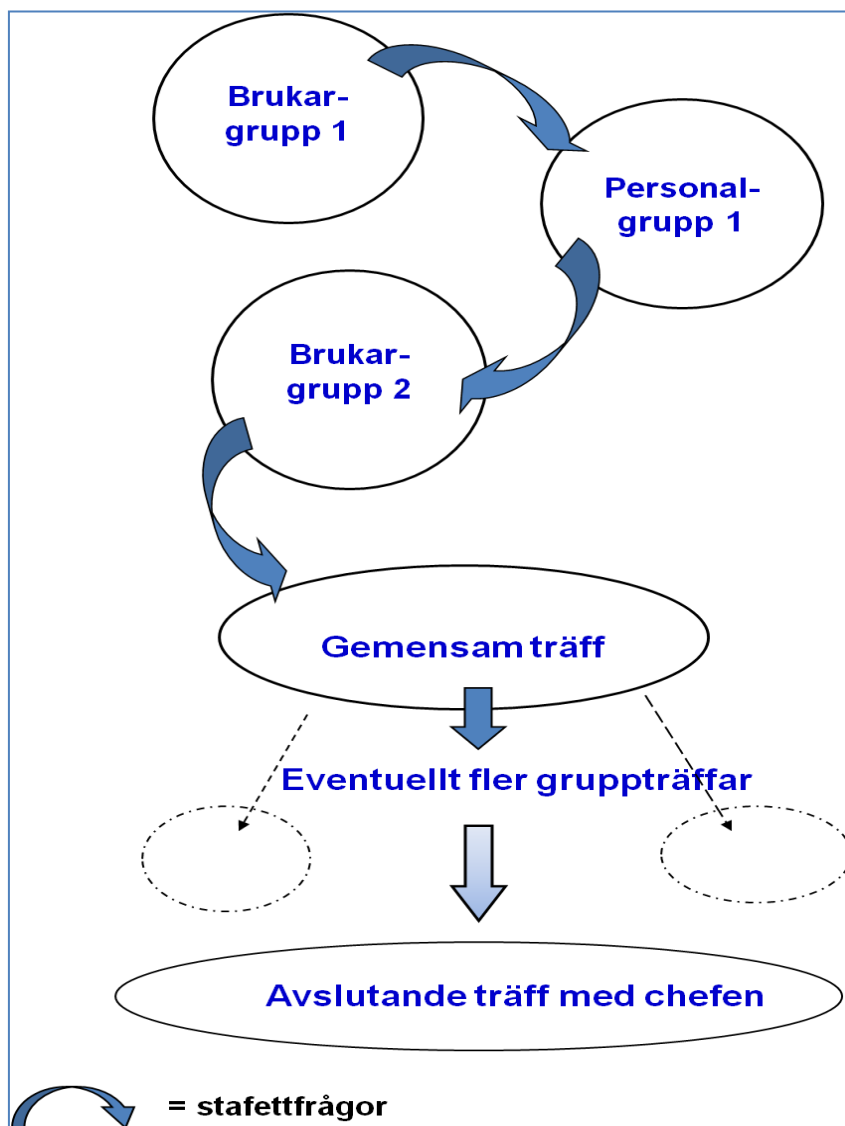 Brukar-
grupp 1
Personal-
grupp 1
Brukar-
grupp 2
Gemensam träff
Eventuellt fler gruppträffar
Avslutande träff med chefen
= stafettfrågor